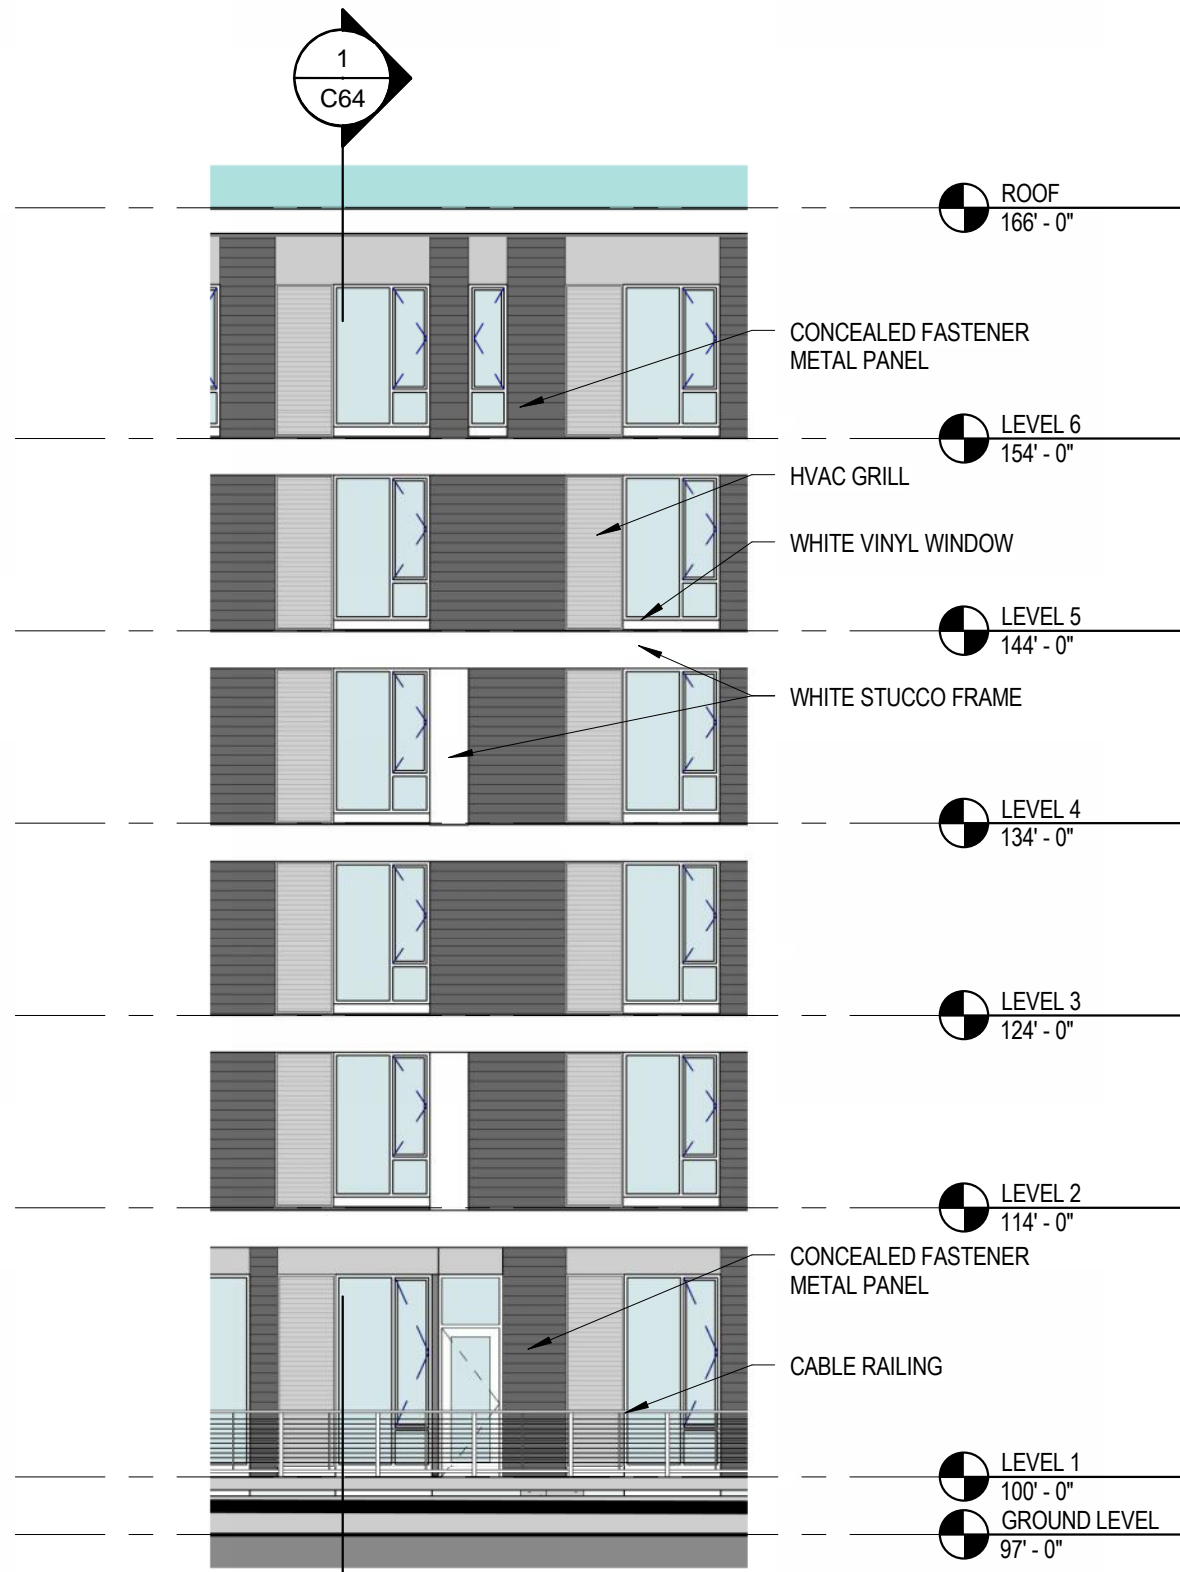 1
C64
ROOF
166' - 0"
CONCEALED FASTENER
METAL PANEL
LEVEL 6
154' - 0"
HVAC GRILL
WHITE VINYL WINDOW
LEVEL 5
144' - 0"
WHITE STUCCO FRAME
LEVEL 4
134' - 0"
LEVEL 3
124' - 0"
LEVEL 2
114' - 0"
CONCEALED FASTENER
METAL PANEL
CABLE RAILING
LEVEL 1
100' - 0"
GROUND LEVEL
97' - 0"